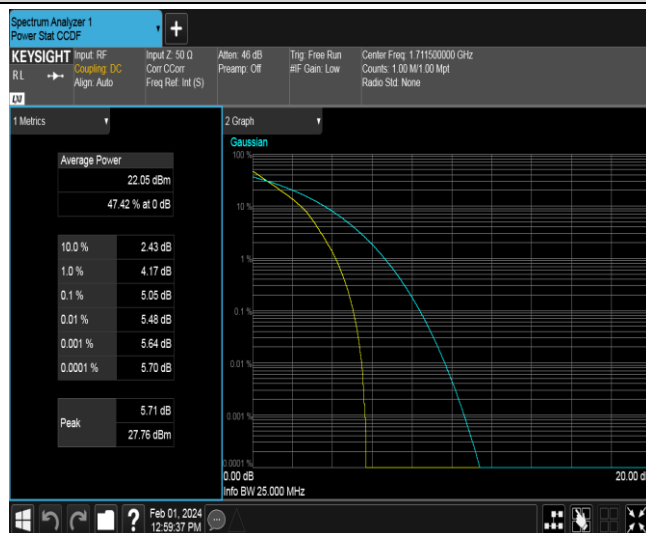 Spectrum Analyzer 1
Power Stat CCDF
+
KEYSIGHT
RL
LXI
Input: RF
Coupling: DC
Align: Auto
Input Z: 50 Ω
Corr CCorr
Freq Ref: Int (S)
Atten: 46 dB
Preamp: Off
Trig: Free Run
#IF Gain: Low
Center Freq: 1.711500000 GHz
Counts: 1.00 M/1.00 Mpt
Radio Std: None
1 Metrics
Average Power
22.05 dBm
47.42 % at 0 dB
10.0 % 2.43 dB
1.0 % 4.17 dB
0.1 % 5.05 dB
0.01 % 5.48 dB
0.001 % 5.64 dB
0.0001 % 5.70 dB
Peak
5.71 dB
27.76 dBm
2 Graph
Gaussian
100 %
10 %
1 %
0.1 %
0.01 %
0.001 %
0.0001 %
0.00 dB
20.00 d
Info BW 25.000 MHz
?
Feb 01, 2024
12:59:37 PM